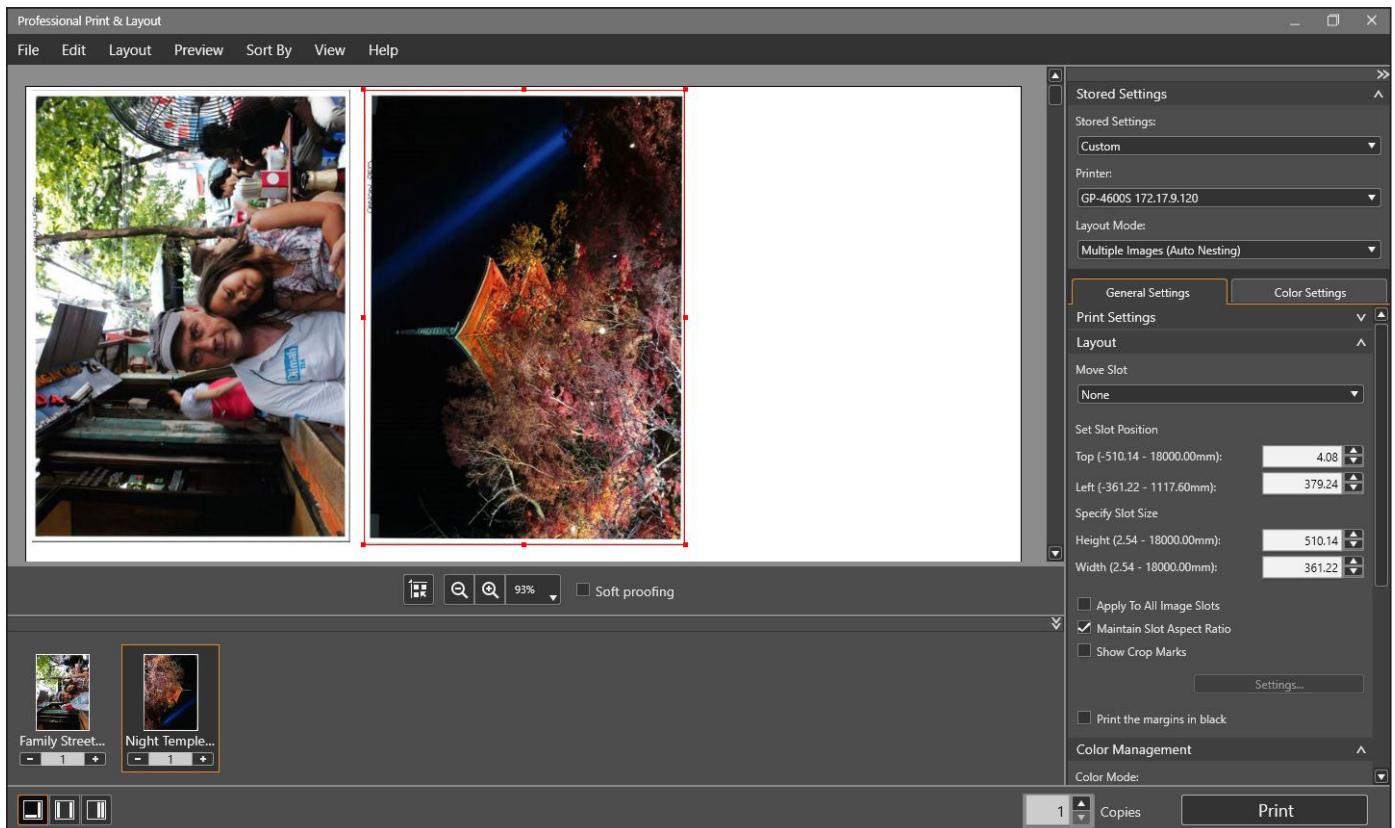 Professional Print & Layout
File Edit Layout Preview Sort By View Help
Stored Settings
Stored Settings:
Custom
Printer:
GP-4600S 172.17.9.120
Layout Mode:
Multiple Images (Auto Nesting)
General Settings Color Settings
Print Settings
Layout
Move Slot
None
Set Slot Position
Top (-510.14 - 18000.00mm): 4.08
Left (-361.22 - 1117.60mm): 379.24
Specify Slot Size
Height (2.54 - 18000.00mm): 510.14
Width (2.54 - 18000.00mm): 361.22
Apply To All Image Slots
Maintain Slot Aspect Ratio
Show Crop Marks
Settings...
Print the margins in black
Color Management
Color Mode:
Dilmah
TEA
93% Soft proofing
Family Street...
- 1 +
Night Temple...
- 1 +
1 Copies Print